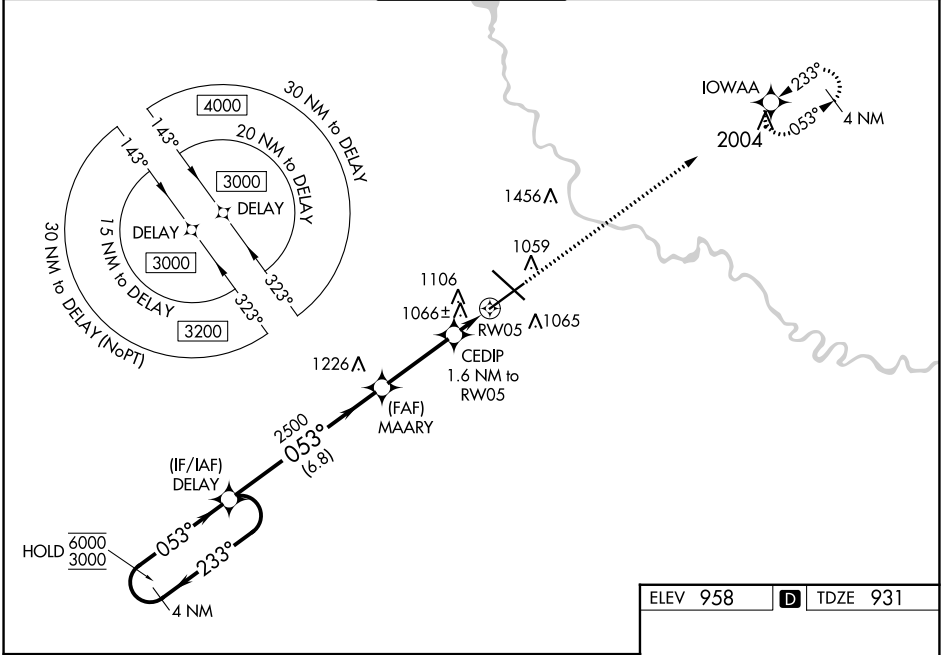 30 NM to DELAY
4000
143°
20 NM to DELAY
3000
DELAY
323°
143°
DELAY
15 NM to DELAY
3000
323°
3200
30 NM to DELAY (NoPT)
IOWAA
233°
053°
4 NM
2004
1456
1059
1106
1066±
RW05
1065
CEDIP
1.6 NM to
RW05
1226
(FAF)
MAARY
2500
053°
(6.8)
(IF/IAF)
DELAY
HOLD 6000
3000
053°
233°
4 NM
ELEV 958 D TDZE 931